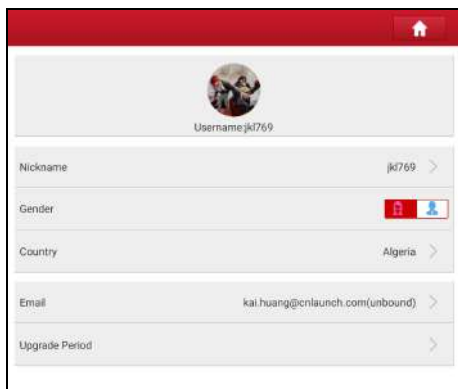 Username:jkl769
Nickname jkl769
Gender
Country Algeria
Email kai.huang@cnlaunch.com(unbound)
Upgrade Period